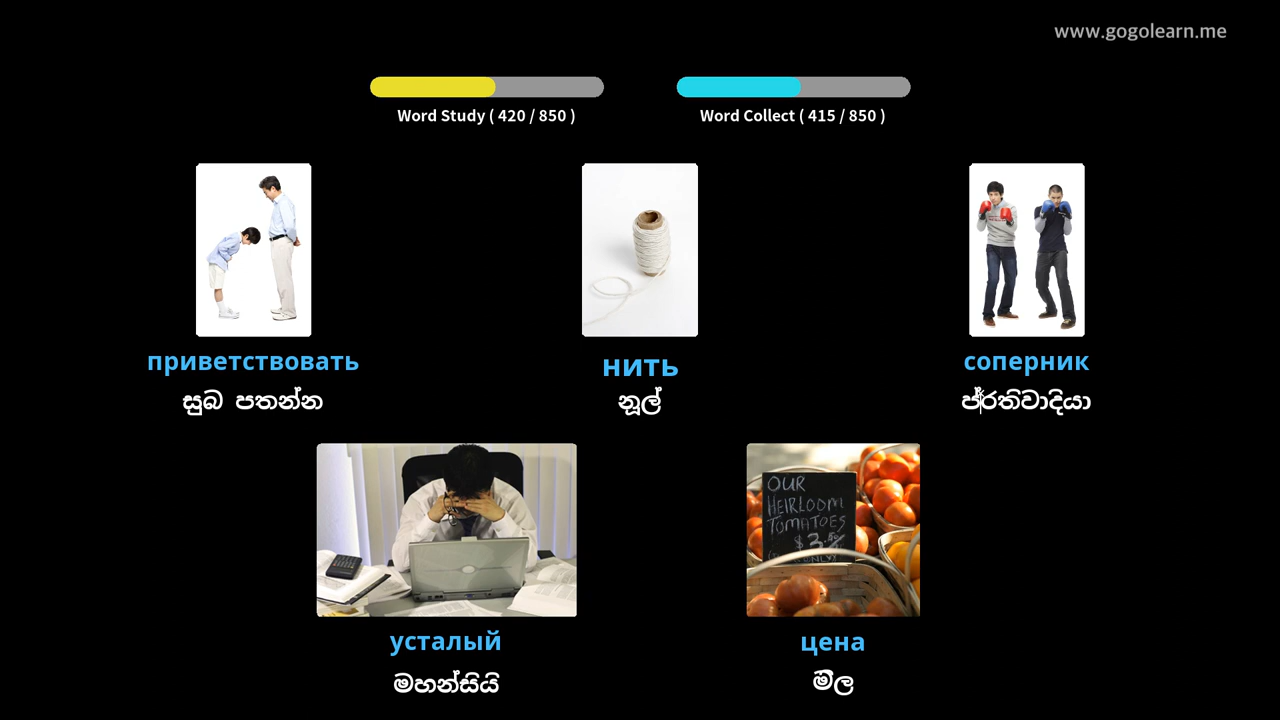 www.gogolearn.me
Word Study ( 420 / 850 )
Word Collect ( 415 / 850 )
приветствовать
සුබ පතන්න
нить
නූල්
соперник
ප්රතිවාදියා
OUR
HEIRLOOM
TOMATOES
усталый
මහන්සියි
цена
මිල